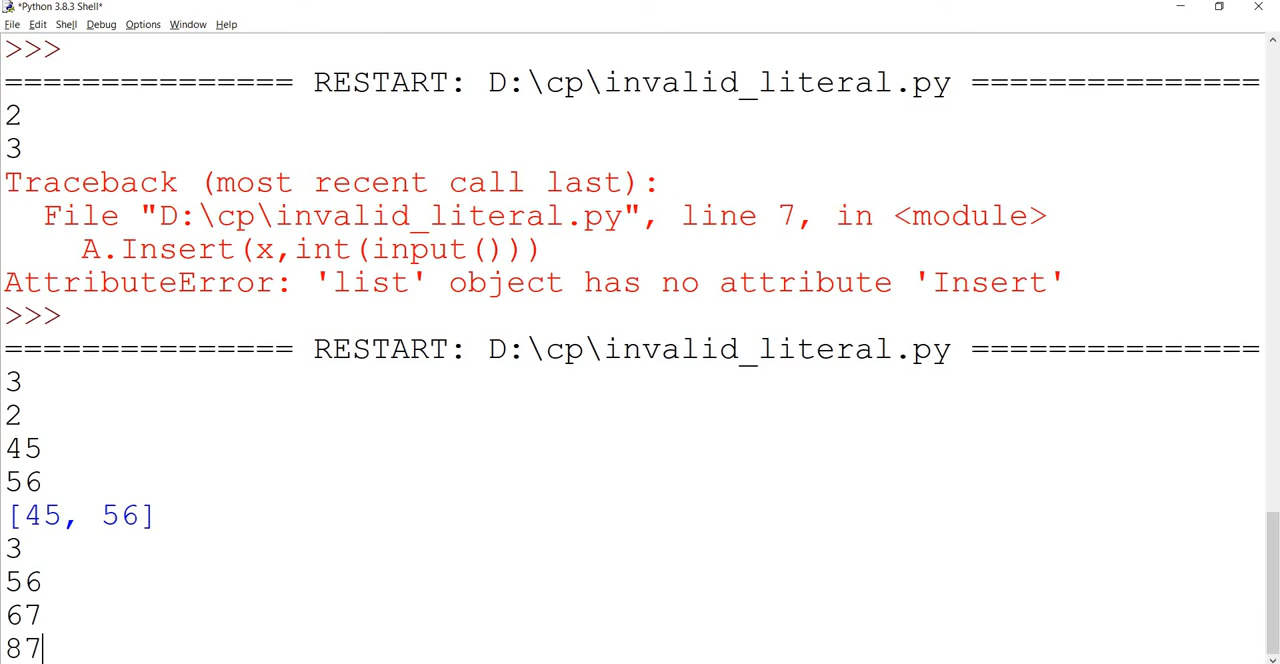 *Python 3.8.3 Shell*
File Edit Shell Debug Options Window Help
>>>
=============== RESTART: D:\cp\invalid_literal.py ===============
2
3
Traceback (most recent call last):
  File "D:\cp\invalid_literal.py", line 7, in <module>
    A.Insert(x,int(input()))
AttributeError: 'list' object has no attribute 'Insert'
>>>
=============== RESTART: D:\cp\invalid_literal.py ===============
3
2
45
56
[45, 56]
3
56
67
87